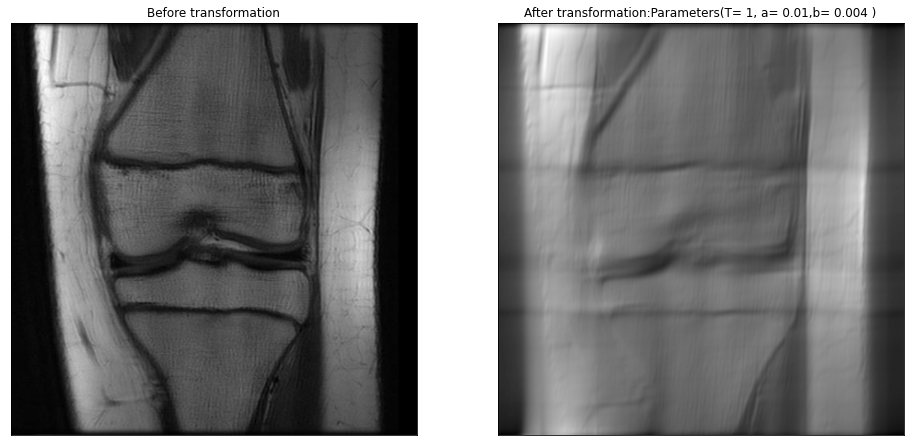 Before transformation
After transformation:Parameters(T= 1, a= 0.01,b= 0.004 )